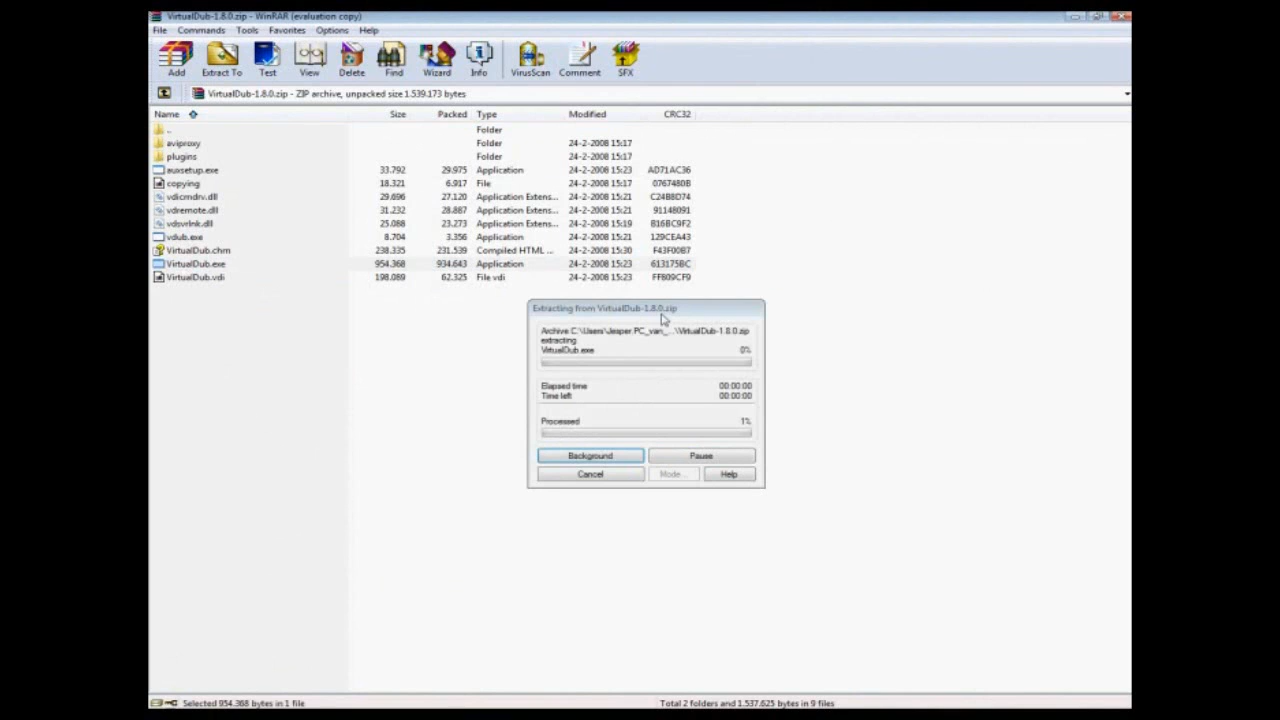 VirtualDub-1.8.0.zip - WinRAR (evaluation copy)
File Commands Tools Favorites Options Help
Add Extract To Test View Delete Find Wizard Info VirusScan Comment SFX
VirtualDub-1.8.0.zip - ZIP archive, unpacked size 1.539.173 bytes
Name Size Packed Type Modified CRC32
.. Folder
aviproxy Folder 24-2-2008 15:17
plugins Folder 24-2-2008 15:17
auxsetup.exe 33.792 29.975 Application 24-2-2008 15:23 AD71AC36
copying 18.321 6.917 File 24-2-2008 15:17 0767480B
vdicmdrv.dll 29.696 27.120 Application Extens... 24-2-2008 15:21 C24B8D74
vdremote.dll 31.232 28.887 Application Extens... 24-2-2008 15:21 91148091
vdsvrlnk.dll 25.088 23.273 Application Extens... 24-2-2008 15:19 B16BC9F2
vdub.exe 8.704 3.356 Application 24-2-2008 15:21 129CEA43
VirtualDub.chm 238.335 231.539 Compiled HTML ... 24-2-2008 15:30 F43F00B7
VirtualDub.exe 954.368 934.643 Application 24-2-2008 15:23 613175BC
VirtualDub.vdi 198.089 62.325 File vdi 24-2-2008 15:23 FF809CF9
Extracting from VirtualDub-1.8.0.zip
Archive C:\Users\Jesper.PC_van_...\VirtualDub-1.8.0.zip
extracting
VirtualDub.exe 0%
Elapsed time 00:00:00
Time left 00:00:00
Processed 1%
Background Pause
Cancel Mode... Help
Selected 954.368 bytes in 1 file Total 2 folders and 1.537.625 bytes in 9 files